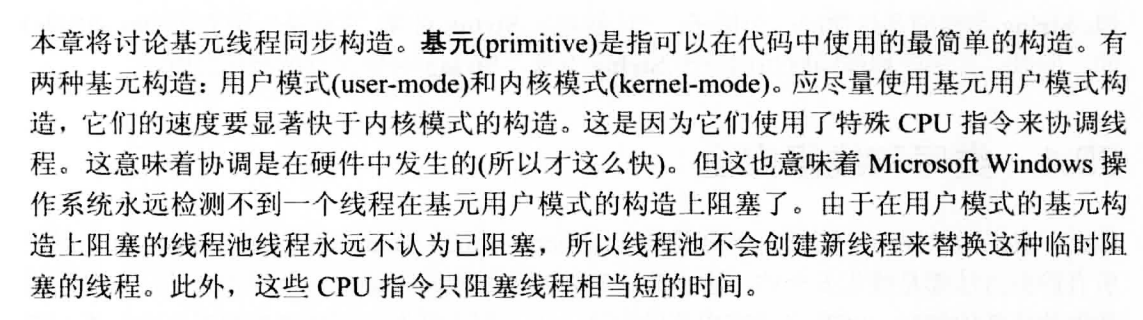 本章将讨论基元线程同步构造。基元(primitive)是指可以在代码中使用的最简单的构造。有
两种基元构造：用户模式(user-mode)和内核模式(kernel-mode)。应尽量使用基元用户模式构
造，它们的速度要显著快于内核模式的构造。这是因为它们使用了特殊 CPU 指令来协调线
程。这意味着协调是在硬件中发生的(所以才这么快)。但这也意味着 Microsoft Windows 操
作系统永远检测不到一个线程在基元用户模式的构造上阻塞了。由于在用户模式的基元构
造上阻塞的线程池线程永远不认为已阻塞，所以线程池不会创建新线程来替换这种临时阻
塞的线程。此外，这些 CPU 指令只阻塞线程相当短的时间。